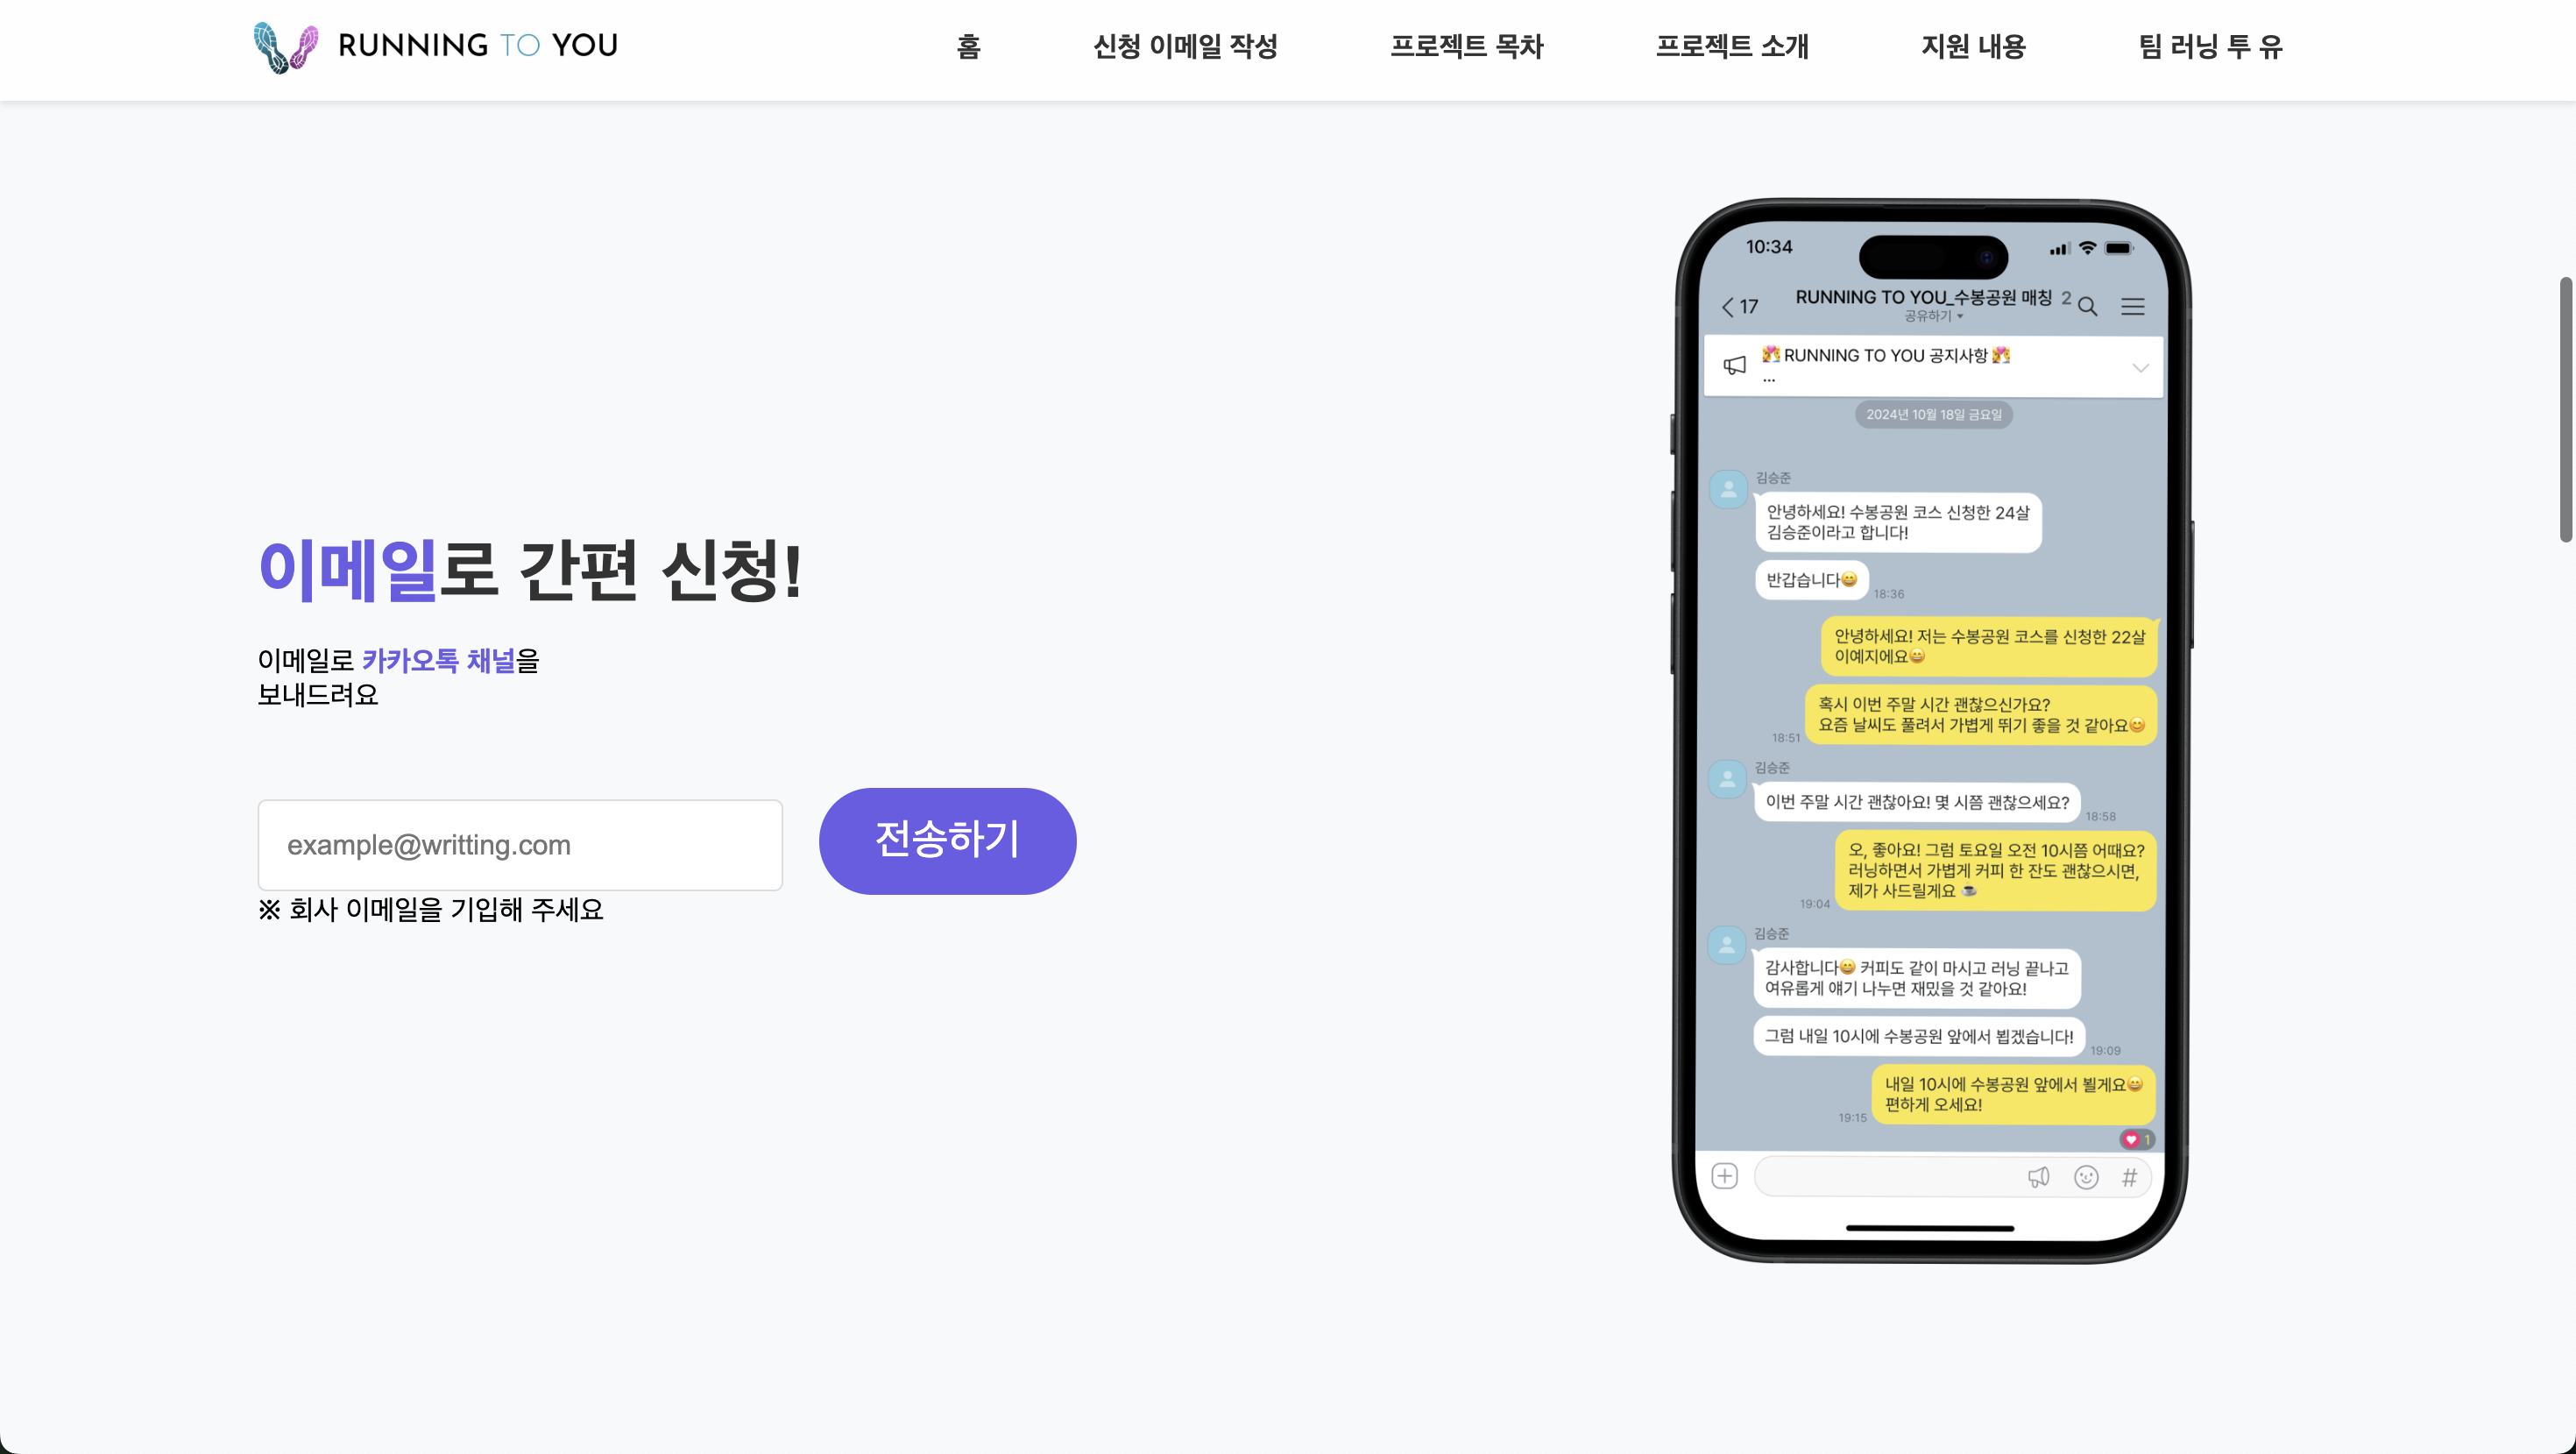 RUNNING TO YOU
홈
신청 이메일 작성
프로젝트 목차
프로젝트 소개
지원 내용
팀 러닝 투 유
이메일로 간편 신청!
이메일로 카카오톡 채널을
보내드려요
example@writting.com
전송하기
※ 회사 이메일을 기입해 주세요
10:34
17
RUNNING TO YOU_수봉공원 매칭 2
공유하기
💏 RUNNING TO YOU 공지사항 💏
...
2024년 10월 18일 금요일
김승준
안녕하세요! 수봉공원 코스 신청한 24살
김승준이라고 합니다!
반갑습니다😄
18:36
안녕하세요! 저는 수봉공원 코스를 신청한 22살
이예지에요😄
혹시 이번 주말 시간 괜찮으신가요?
요즘 날씨도 풀려서 가볍게 뛰기 좋을 것 같아요😊
18:51
김승준
이번 주말 시간 괜찮아요! 몇 시쯤 괜찮으세요?
18:58
오, 좋아요! 그럼 토요일 오전 10시쯤 어때요?
러닝하면서 가볍게 커피 한 잔도 괜찮으시면,
제가 사드릴게요 ☕
19:04
김승준
감사합니다😄 커피도 같이 마시고 러닝 끝나고
여유롭게 얘기 나누면 재밌을 것 같아요!
그럼 내일 10시에 수봉공원 앞에서 뵙겠습니다!
19:09
내일 10시에 수봉공원 앞에서 뵐게요😄
편하게 오세요!
19:15
1
#